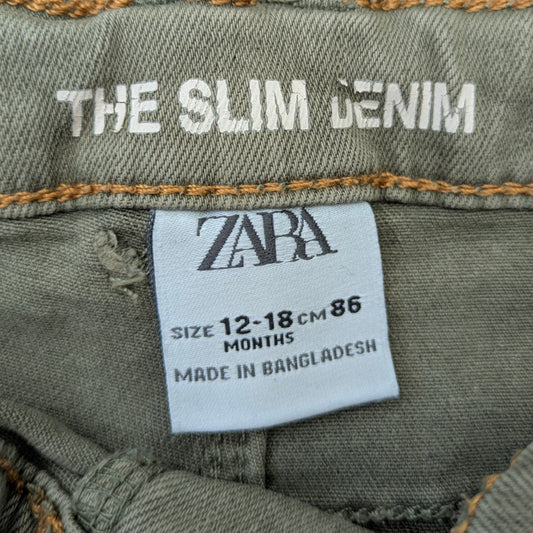 THE SLIM DENIM
ZARA
SIZE 12-18 CM 86
MONTHS
MADE IN BANGLADESH